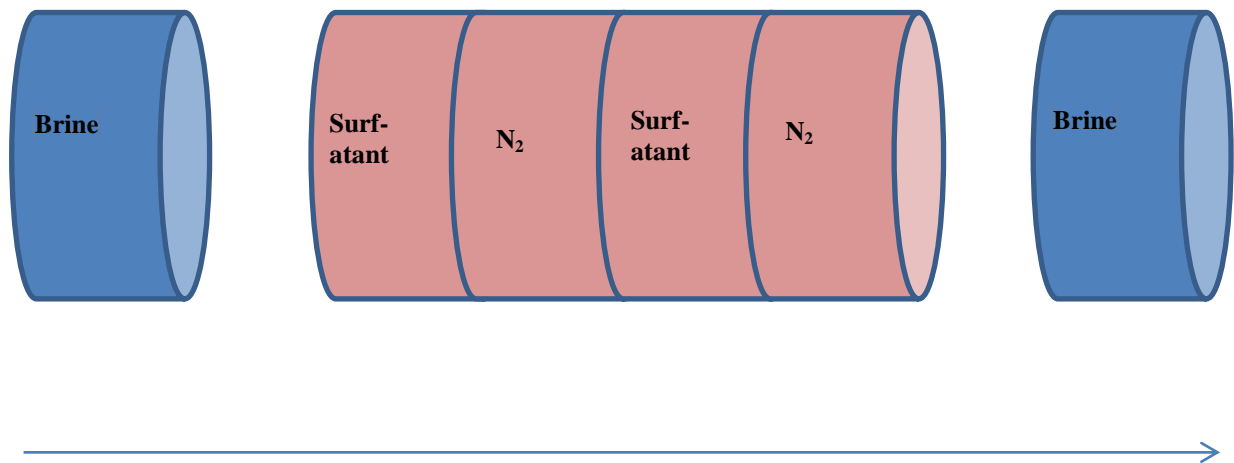 Brine
Surf-
atant
N₂
Surf-
atant
N₂
Brine